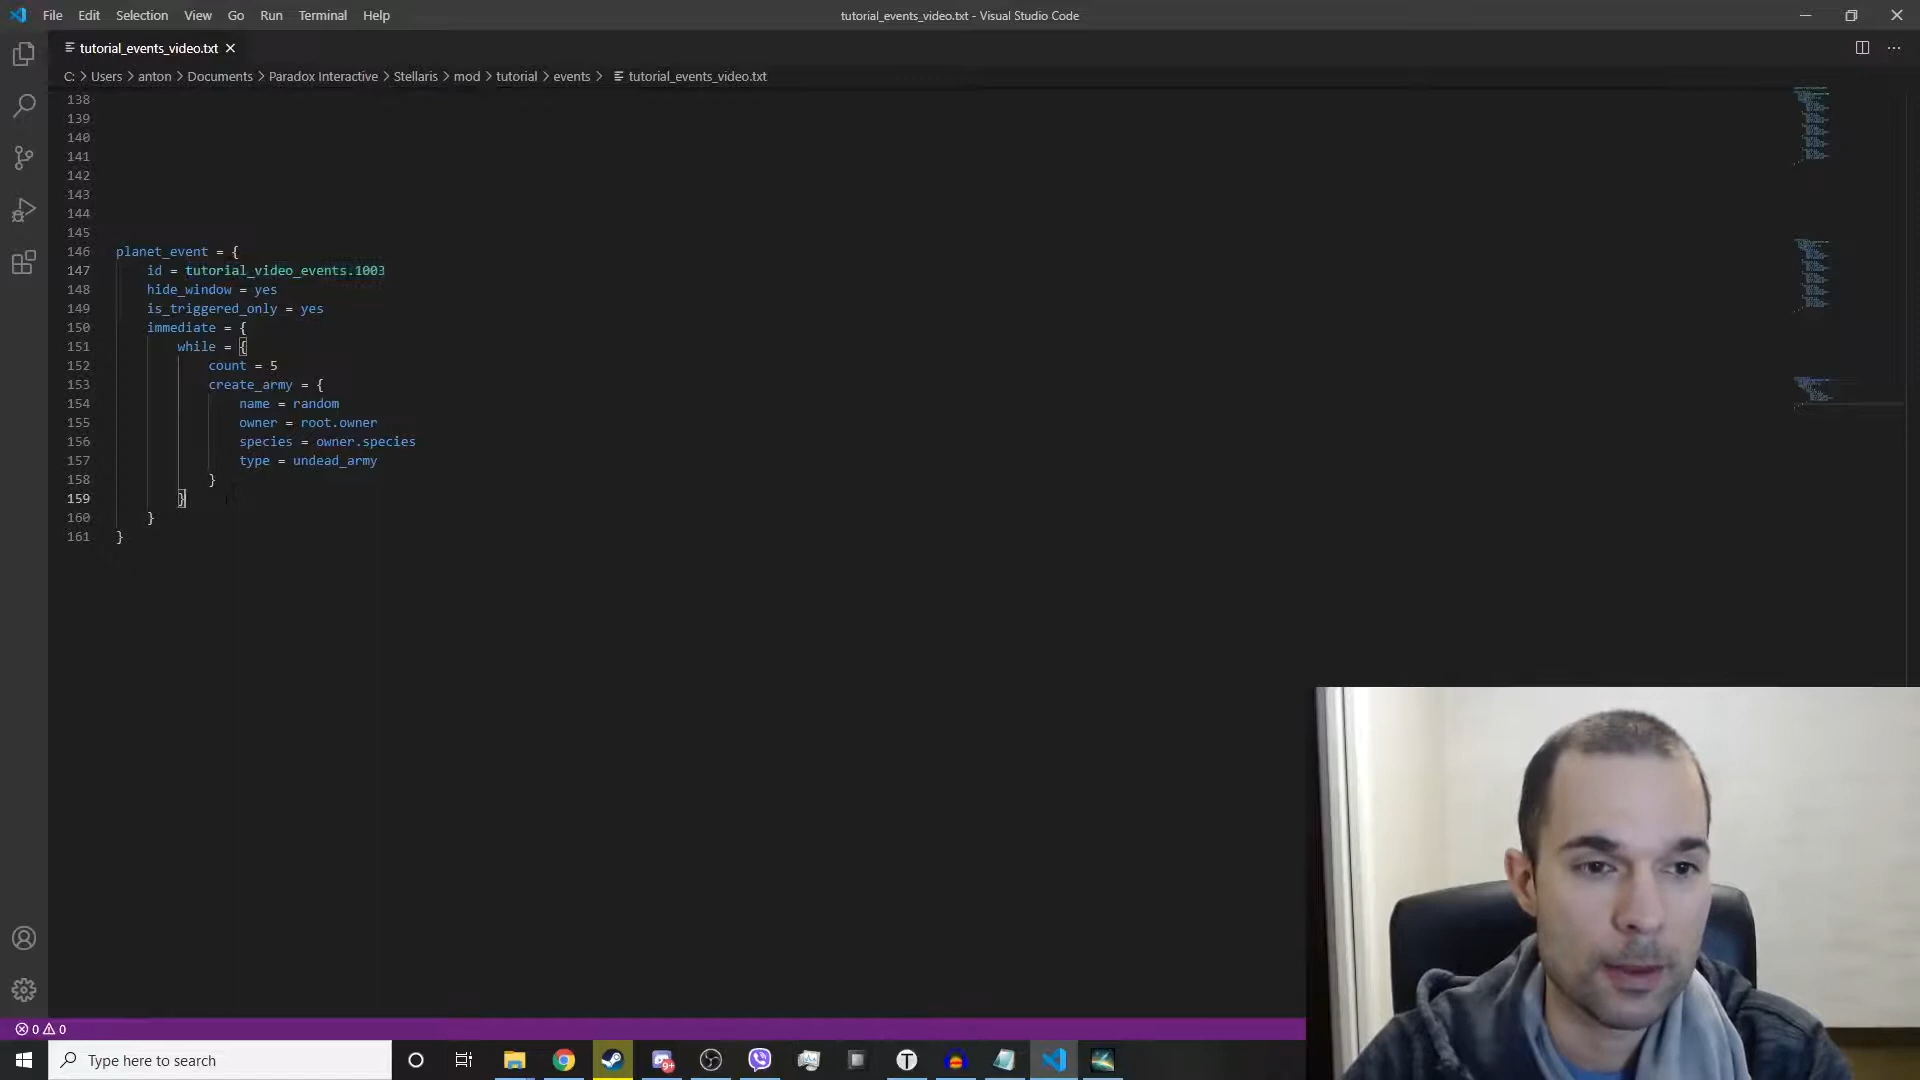 File Edit Selection View Go Run Terminal Help
tutorial_events_video.txt - Visual Studio Code
tutorial_events_video.txt
C: > Users > anton > Documents > Paradox Interactive > Stellaris > mod > tutorial > events > tutorial_events_video.txt
138
139
140
141
142
143
144
145
146 planet_event = {
147 id = tutorial_video_events.1003
148 hide_window = yes
149 is_triggered_only = yes
150 immediate = {
151 while = {
152 count = 5
153 create_army = {
154 name = random
155 owner = root.owner
156 species = owner.species
157 type = undead_army
158 }
159 }
160 }
161 }
0 0
Type here to search
9+